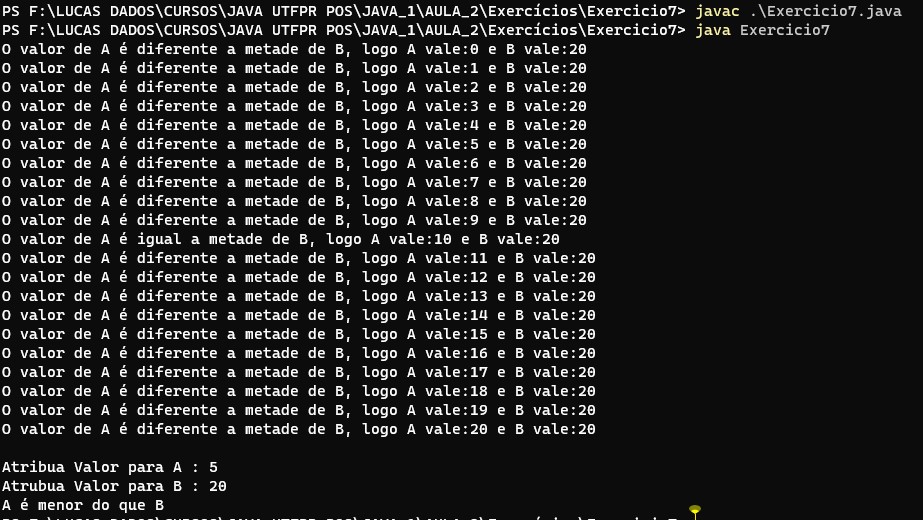 PS F:\LUCAS DADOS\CURSOS\JAVA UTFPR POS\JAVA_1\AULA_2\Exercícios\Exercicio7> javac .\Exercicio7.java
PS F:\LUCAS DADOS\CURSOS\JAVA UTFPR POS\JAVA_1\AULA_2\Exercícios\Exercicio7> java Exercicio7
O valor de A é diferente a metade de B, logo A vale:0 e B vale:20
O valor de A é diferente a metade de B, logo A vale:1 e B vale:20
O valor de A é diferente a metade de B, logo A vale:2 e B vale:20
O valor de A é diferente a metade de B, logo A vale:3 e B vale:20
O valor de A é diferente a metade de B, logo A vale:4 e B vale:20
O valor de A é diferente a metade de B, logo A vale:5 e B vale:20
O valor de A é diferente a metade de B, logo A vale:6 e B vale:20
O valor de A é diferente a metade de B, logo A vale:7 e B vale:20
O valor de A é diferente a metade de B, logo A vale:8 e B vale:20
O valor de A é diferente a metade de B, logo A vale:9 e B vale:20
O valor de A é igual a metade de B, logo A vale:10 e B vale:20
O valor de A é diferente a metade de B, logo A vale:11 e B vale:20
O valor de A é diferente a metade de B, logo A vale:12 e B vale:20
O valor de A é diferente a metade de B, logo A vale:13 e B vale:20
O valor de A é diferente a metade de B, logo A vale:14 e B vale:20
O valor de A é diferente a metade de B, logo A vale:15 e B vale:20
O valor de A é diferente a metade de B, logo A vale:16 e B vale:20
O valor de A é diferente a metade de B, logo A vale:17 e B vale:20
O valor de A é diferente a metade de B, logo A vale:18 e B vale:20
O valor de A é diferente a metade de B, logo A vale:19 e B vale:20
O valor de A é diferente a metade de B, logo A vale:20 e B vale:20
Atribua Valor para A : 5
Atrubua Valor para B : 20
A é menor do que B